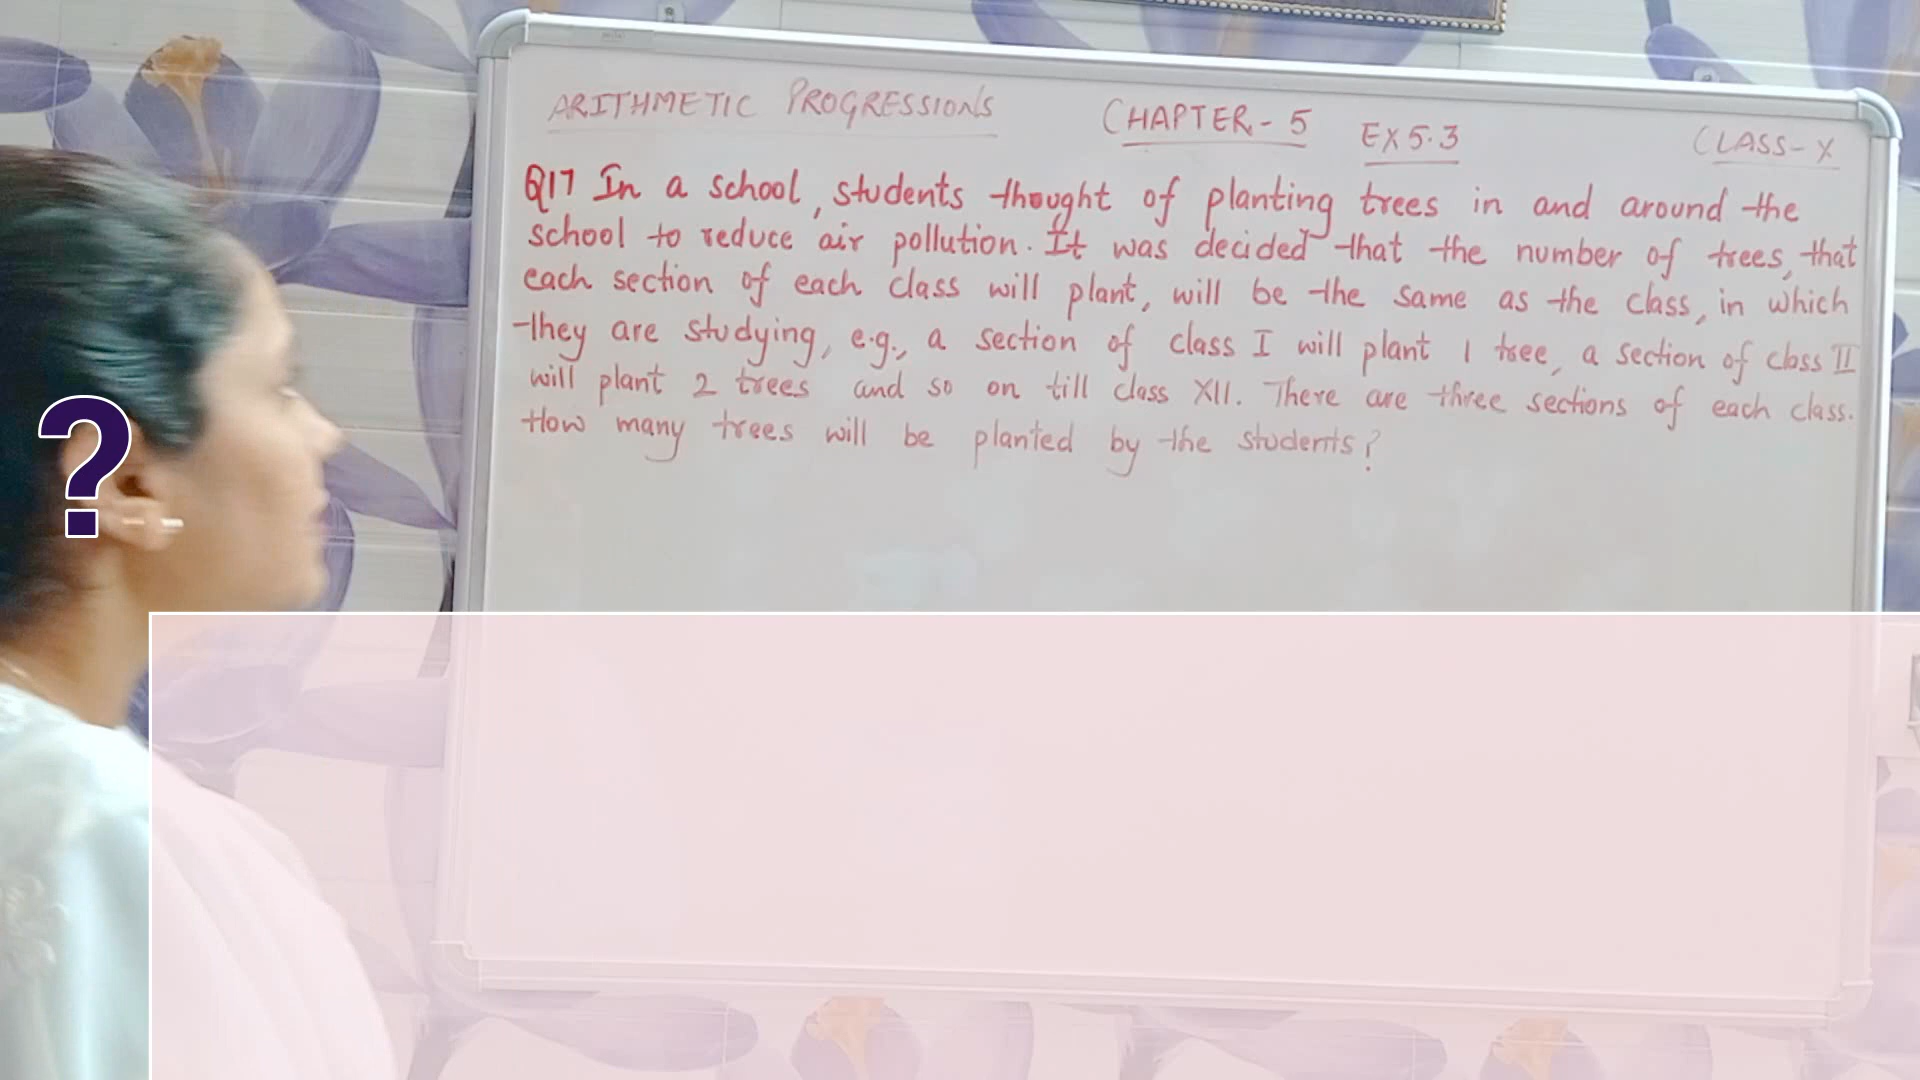 ARITHMETIC PROGRESSIONS CHAPTER-5 EX 5.3 CLASS-X
Q17 In a school, students thought of planting trees in and around the
school to reduce air pollution. It was decided that the number of trees, that
each section of each class will plant, will be the same as the class, in which
they are studying, e.g., a section of class I will plant 1 tree, a section of class II
will plant 2 trees and so on till class XII. There are three sections of each class.
How many trees will be planted by the students?
?